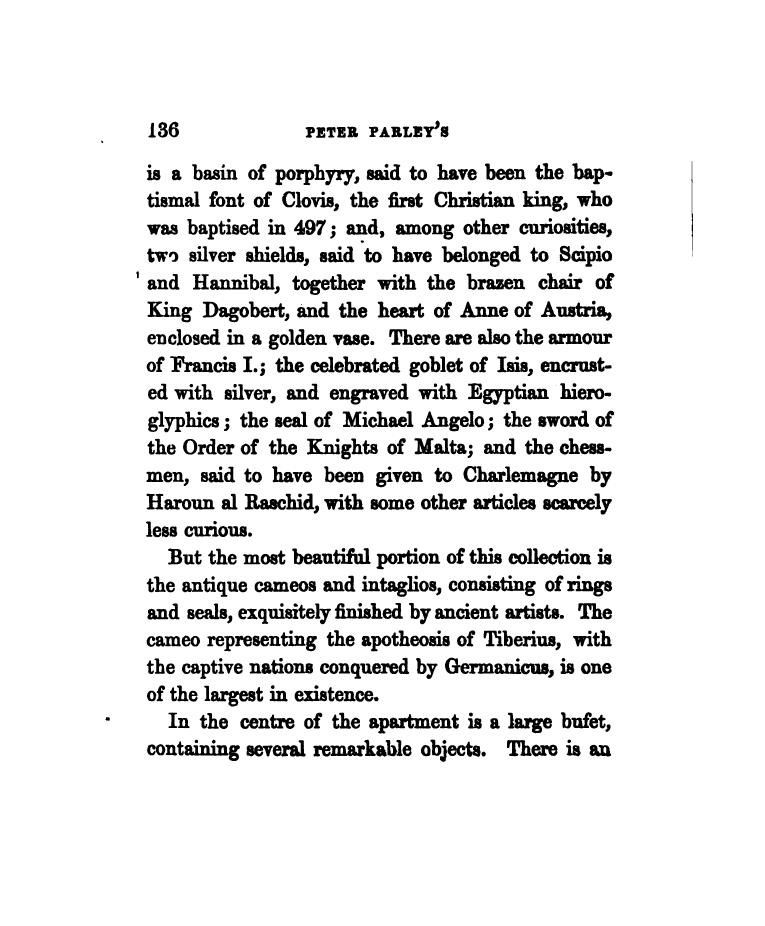 136 PETER PARLEY'S
is a basin of porphyry, said to have been the bap-
tismal font of Clovis, the first Christian king, who
was baptised in 497; and, among other curiosities,
two silver shields, said to have belonged to Scipio
and Hannibal, together with the brazen chair of
King Dagobert, and the heart of Anne of Austria,
enclosed in a golden vase. There are also the armour
of Francis I.; the celebrated goblet of Isis, encrust-
ed with silver, and engraved with Egyptian hiero-
glyphics; the seal of Michael Angelo; the sword of
the Order of the Knights of Malta; and the chess-
men, said to have been given to Charlemagne by
Haroun al Raschid, with some other articles scarcely
less curious.
But the most beautiful portion of this collection is
the antique cameos and intaglios, consisting of rings
and seals, exquisitely finished by ancient artists. The
cameo representing the apotheosis of Tiberius, with
the captive nations conquered by Germanicus, is one
of the largest in existence.
In the centre of the apartment is a large bufet,
containing several remarkable objects. There is an